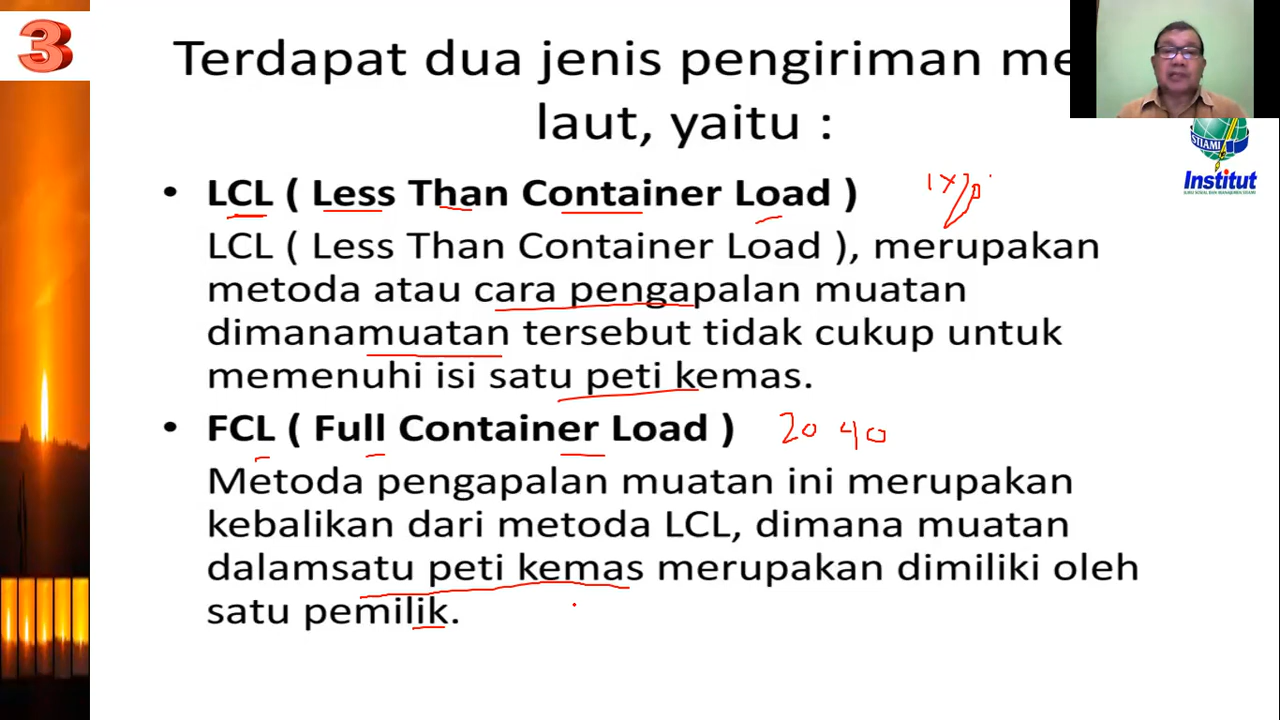 3
Terdapat dua jenis pengiriman me
laut, yaitu :
• LCL ( Less Than Container Load )
LCL ( Less Than Container Load ), merupakan
metoda atau cara pengapalan muatan
dimanamuatan tersebut tidak cukup untuk
memenuhi isi satu peti kemas.
• FCL ( Full Container Load ) 20 40
Metoda pengapalan muatan ini merupakan
kebalikan dari metoda LCL, dimana muatan
dalamsatu peti kemas merupakan dimiliki oleh
satu pemilik.
STIAMI
Institut